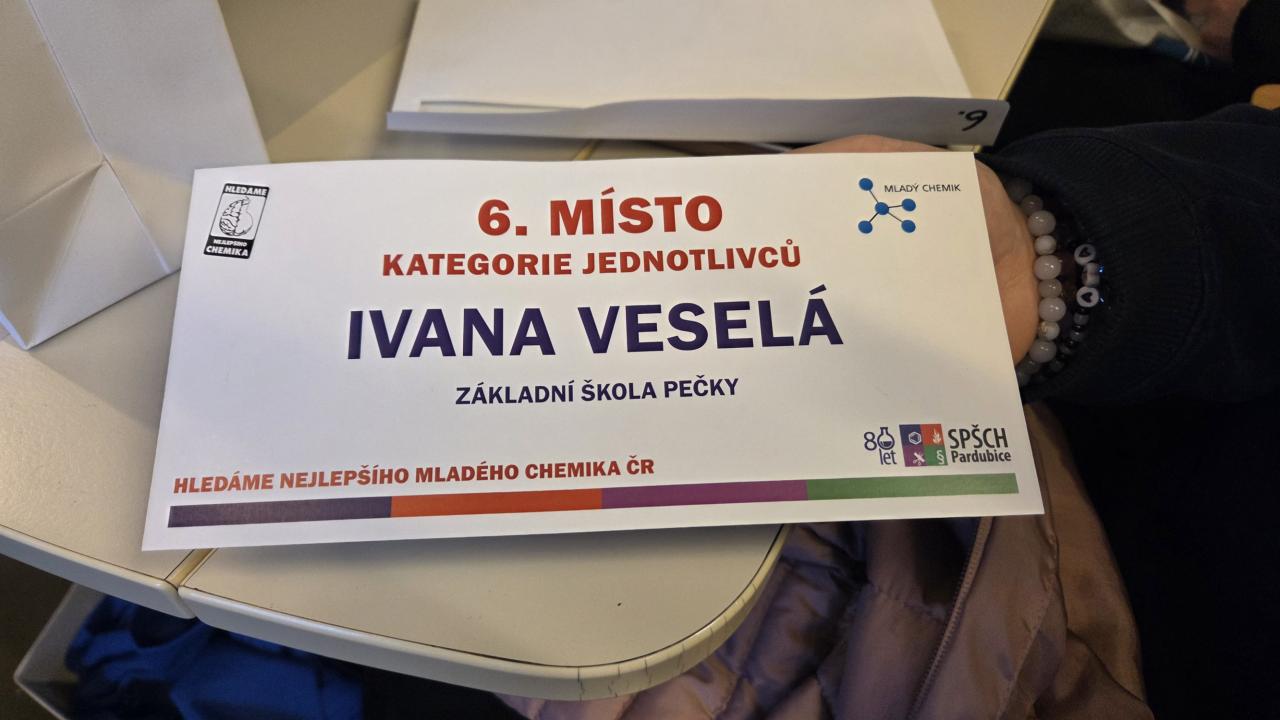 6.
HLEDÁME
NEJLEPŠÍHO
CHEMIKA
MLADÝ CHEMIK
6. MÍSTO
KATEGORIE JEDNOTLIVCŮ
IVANA VESELÁ
ZÁKLADNÍ ŠKOLA PEČKY
80 let
SPŠCH
Pardubice
HLEDÁME NEJLEPŠÍHO MLADÉHO CHEMIKA ČR